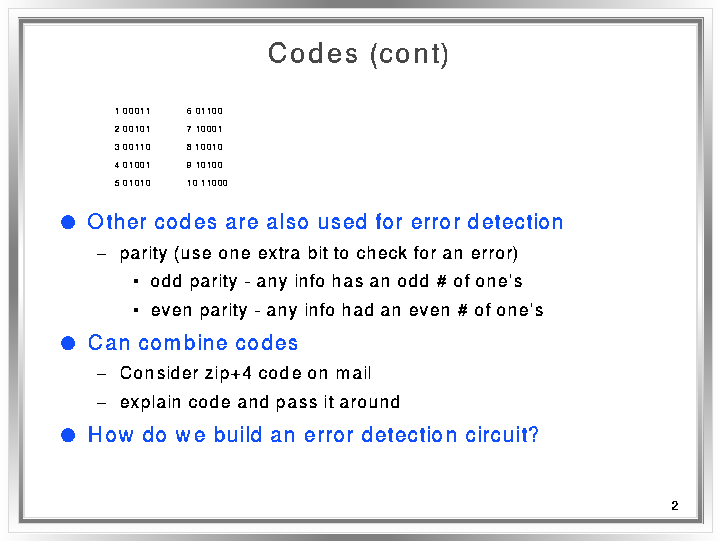 Codes (cont)
1 00011 6 01100
2 00101 7 10001
3 00110 8 10010
4 01001 9 10100
5 01010 10 11000
● Other codes are also used for error detection
– parity (use one extra bit to check for an error)
▪ odd parity - any info has an odd # of one's
▪ even parity - any info had an even # of one's
● Can combine codes
– Consider zip+4 code on mail
– explain code and pass it around
● How do we build an error detection circuit?
2